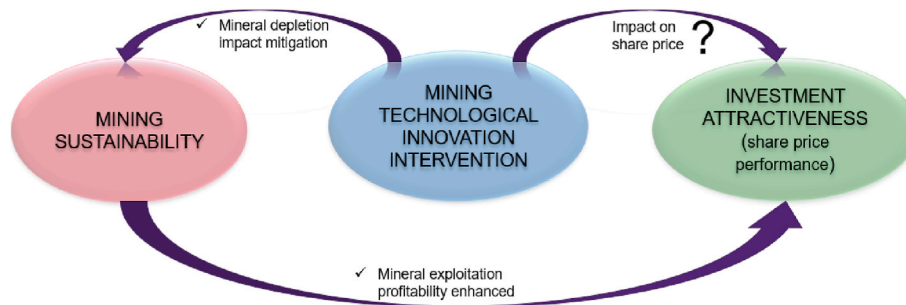 ✓ Mineral depletion
impact mitigation
Impact on
share price ?
MINING
SUSTAINABILITY
MINING
TECHNOLOGICAL
INNOVATION
INTERVENTION
INVESTMENT
ATTRACTIVENESS
(share price
performance)
✓ Mineral exploitation
profitability enhanced